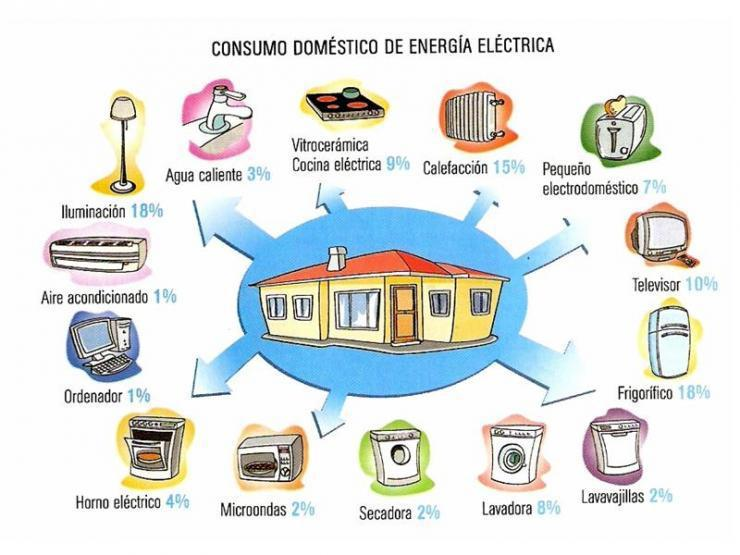 CONSUMO DOMÉSTICO DE ENERGÍA ELÉCTRICA
Iluminación 18%
Agua caliente 3%
Vitrocerámica
Cocina eléctrica 9%
Calefacción 15%
Pequeño
electrodoméstico 7%
Aire acondicionado 1%
Televisor 10%
Ordenador 1%
Frigorífico 18%
Horno eléctrico 4%
Microondas 2%
Secadora 2%
Lavadora 8%
Lavavajillas 2%